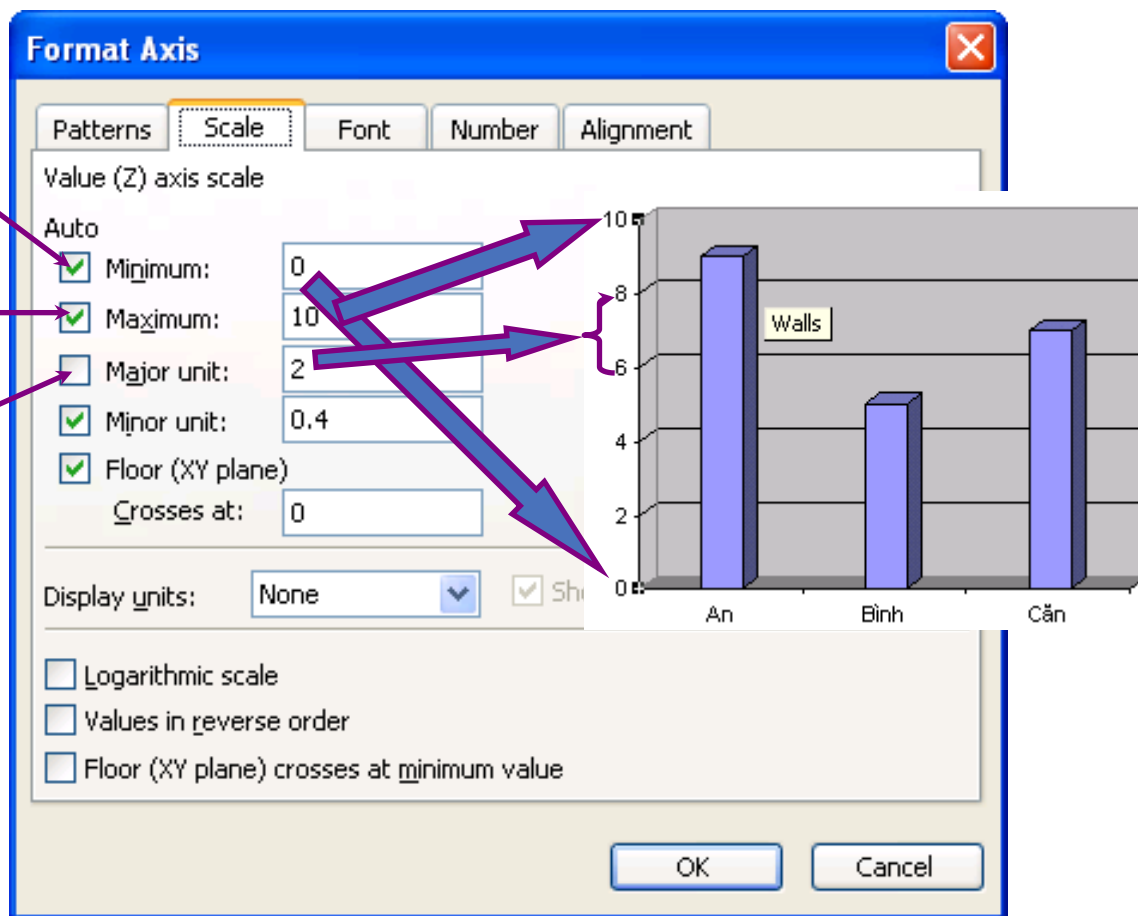 Format Axis
Patterns Scale Font Number Alignment
Value (Z) axis scale
Auto
Minimum: 0
Maximum: 10
Major unit: 2
Minor unit: 0.4
Floor (XY plane)
Crosses at: 0
Display units: None Sh
Logarithmic scale
Values in reverse order
Floor (XY plane) crosses at minimum value
OK Cancel
10
8
Walls
6
4
2
0
An Bình Căn